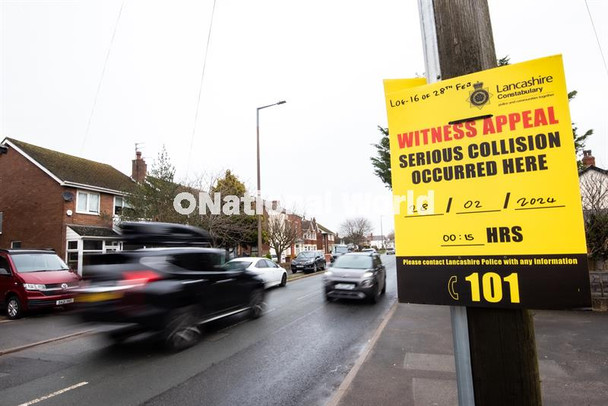 LOG-16 OF 28TH FEB
Lancashire
Constabulary
WITNESS APPEAL
SERIOUS COLLISION
OCCURRED HERE
28 / 02 / 2024
00:15 HRS
Please contact Lancashire Police with any information
101
©National World